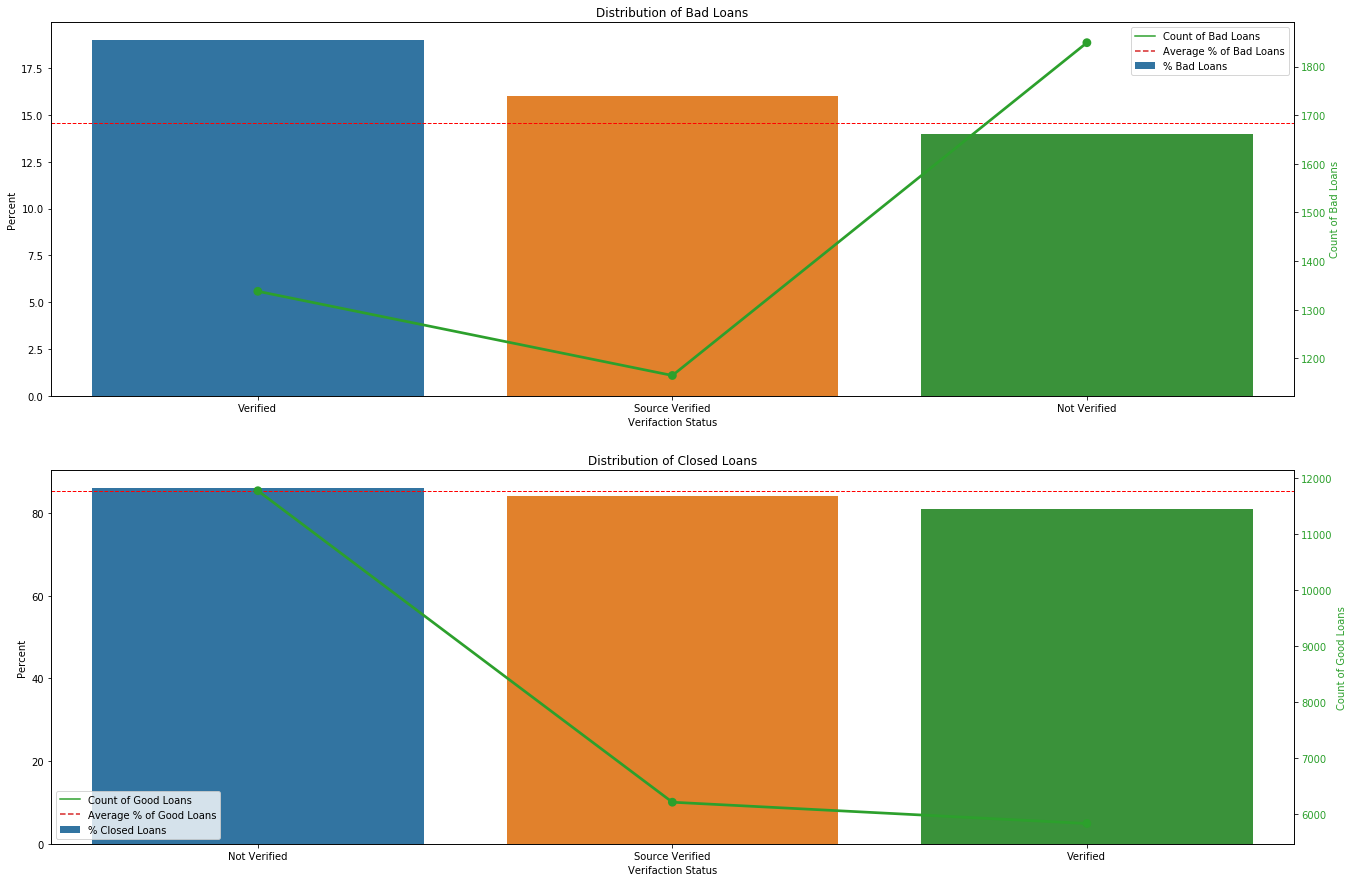 Distribution of Bad Loans
Count of Bad Loans
Average % of Bad Loans
% Bad Loans
17.5
15.0
12.5
10.0
7.5
5.0
2.5
0.0
Percent
1800
1700
1600
1500
1400
1300
1200
Count of Bad Loans
Verified
Source Verified
Not Verified
Verifaction Status
Distribution of Closed Loans
80
60
40
20
0
Percent
12000
11000
10000
9000
8000
7000
6000
Count of Good Loans
Count of Good Loans
Average % of Good Loans
% Closed Loans
Not Verified
Source Verified
Verified
Verifaction Status